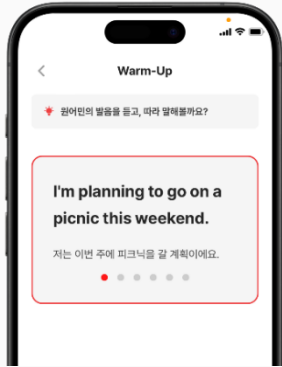 Warm-Up
원어민의 발음을 듣고, 따라 말해볼까요?
I'm planning to go on a
picnic this weekend.
저는 이번 주에 피크닉을 갈 계획이에요.